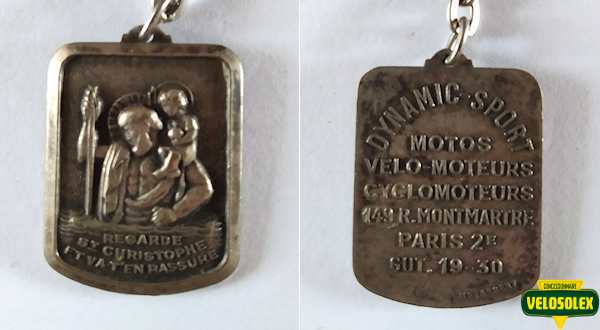 REGARDE
ST CHRISTOPHE
ET VA T'EN RASSURE
DYNAMIC-SPORT
MOTOS
VELO-MOTEURS
CYCLOMOTEURS
149 R. MONTMARTRE
PARIS 2E
GUT. 19-30
CONCESSIONNAIRE
VELOSOLEX